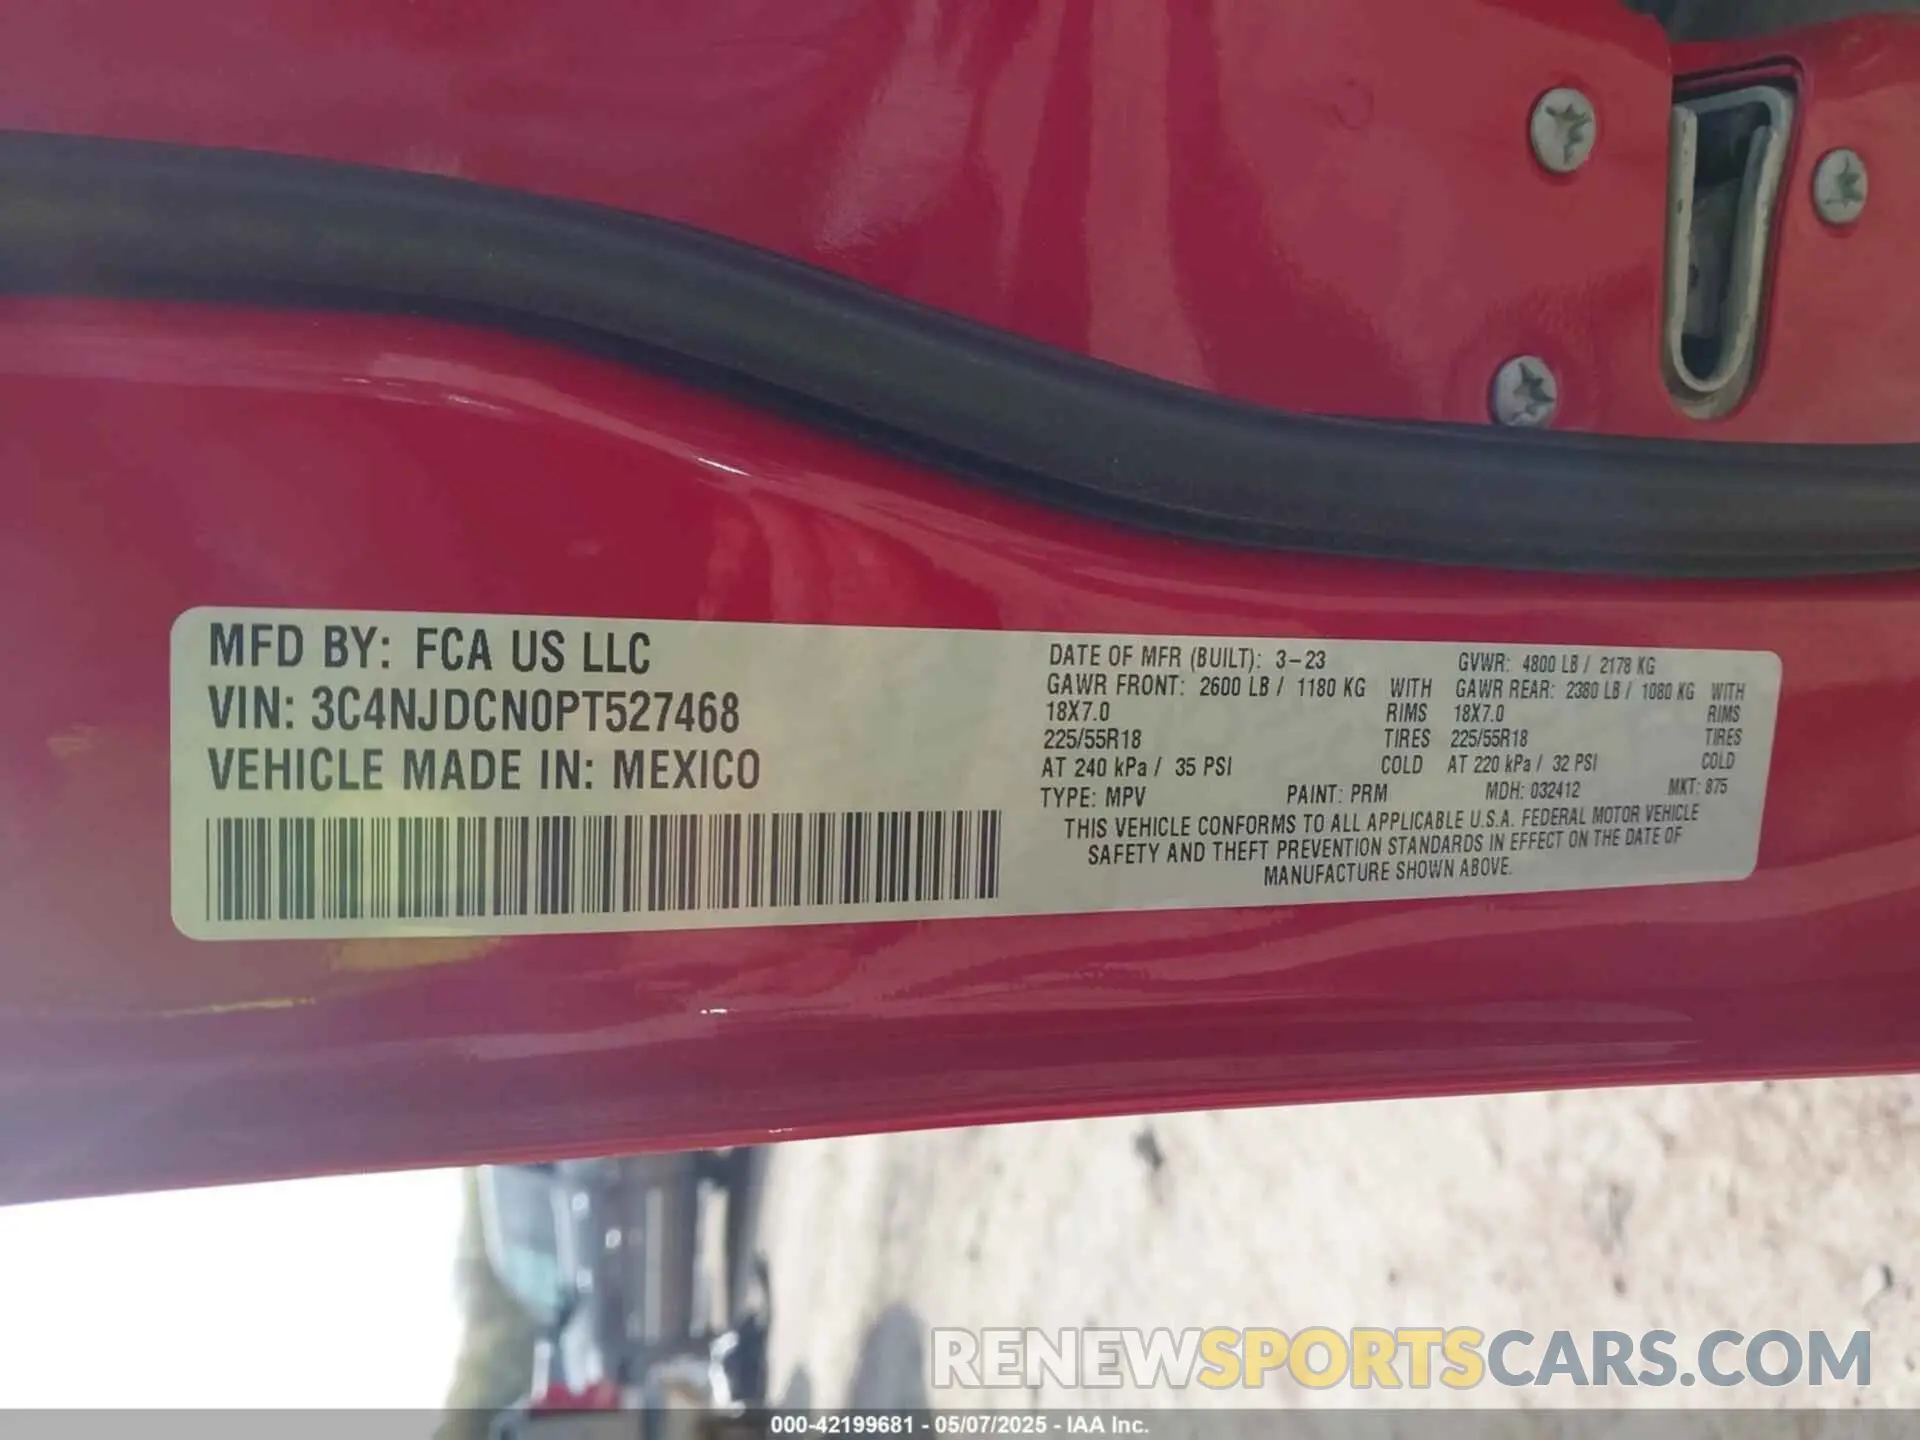 MFD BY: FCA US LLC
VIN: 3C4NJDCN0PT527468
VEHICLE MADE IN: MEXICO
DATE OF MFR (BUILT): 3-23 GVWR: 4800 LB / 2178 KG
GAWR FRONT: 2600 LB / 1180 KG WITH GAWR REAR: 2380 LB / 1080 KG WITH
18X7.0 RIMS 18X7.0 RIMS
225/55R18 TIRES 225/55R18 TIRES
AT 240 kPa / 35 PSI COLD AT 220 kPa / 32 PSI COLD
TYPE: MPV PAINT: PRM MDH: 032412 MKT: 875
THIS VEHICLE CONFORMS TO ALL APPLICABLE U.S.A. FEDERAL MOTOR VEHICLE
SAFETY AND THEFT PREVENTION STANDARDS IN EFFECT ON THE DATE OF
MANUFACTURE SHOWN ABOVE.
RENEWSPORTSCARS.COM
000-42199681 - 05/07/2025 - IAA Inc.